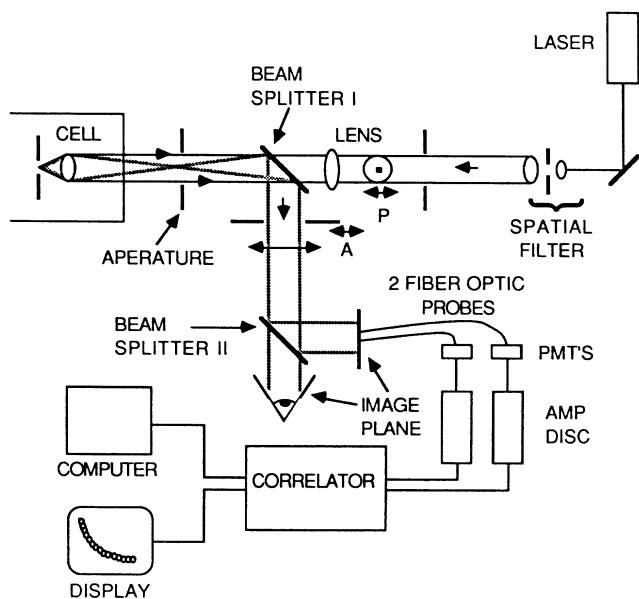 LASER
BEAM
SPLITTER I
CELL
LENS
P
A
APERATURE
SPATIAL
FILTER
2 FIBER OPTIC
PROBES
BEAM
SPLITTER II
PMT'S
IMAGE
PLANE
AMP
DISC
COMPUTER
CORRELATOR
DISPLAY